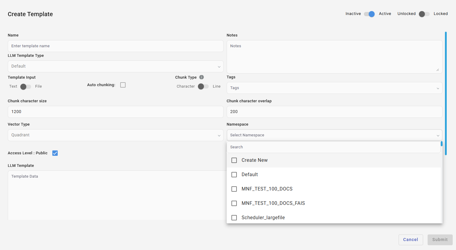 Create Template
Inactive Active Unlocked Locked
Name
Enter template name
Notes
Notes
LLM Template Type
Default
Template Input
Text File
Auto chunking:
Chunk Type
Character Line
Tags
Tags
Chunk character size
1200
Chunk character overlap
200
Vector Type
Quadrant
Namespace
Select Namespace
Search
Create New
Default
MNF_TEST_100_DOCS
MNF_TEST_100_DOCS_FAIS
Scheduler_largefile
Access Level : Public
LLM Template
Template Data
Cancel
Submit